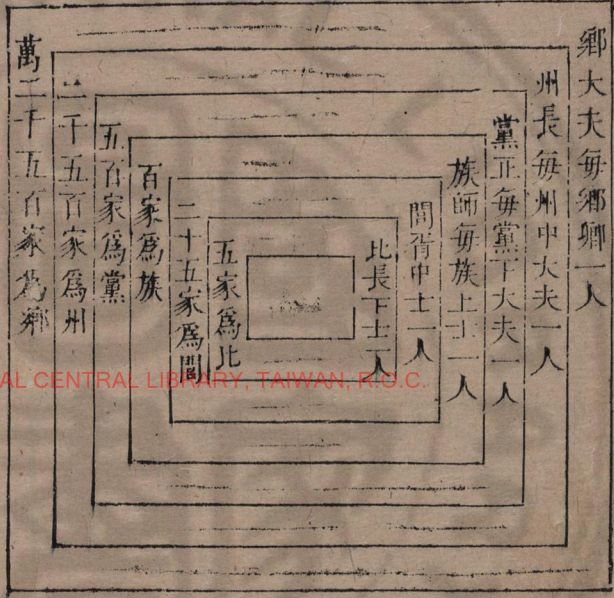 鄉大夫每鄉卿一人
州長每州中大夫一人
黨正每黨下大夫一人
族師每族上士一人
閭胥中士一人
比長下士一人
五家為比
二十五家為閭
百家為族
五百家為黨
二千五百家為州
萬二千五百家為鄉
AL CENTRAL LIBRARY, TAIWAN, R.O.C.